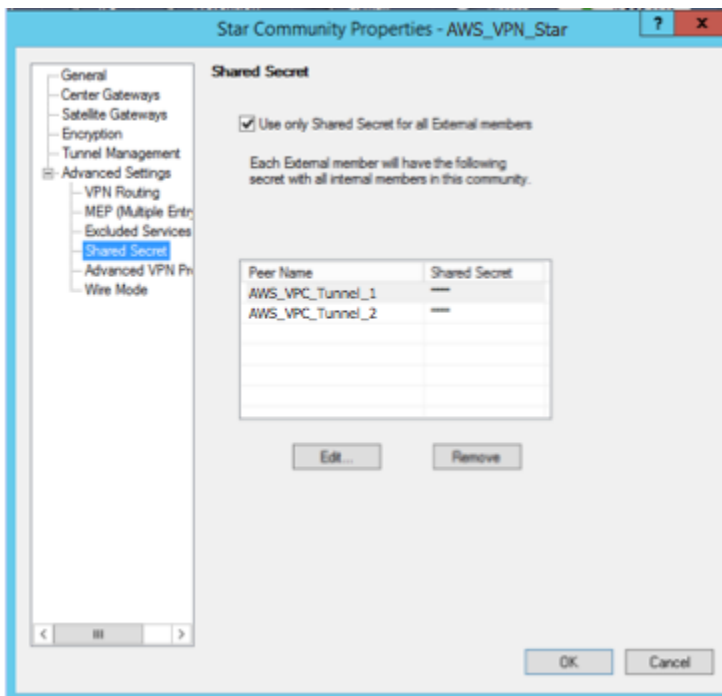 Star Community Properties - AWS_VPN_Star
? x
General
Center Gateways
Satellite Gateways
Encryption
Tunnel Management
Advanced Settings
VPN Routing
MEP (Multiple Entry
Excluded Services
Shared Secret
Advanced VPN Pr
Wire Mode
Shared Secret
Use only Shared Secret for all External members
Each External member will have the following
secret with all internal members in this community.
Peer Name Shared Secret
AWS_VPC_Tunnel_1 ****
AWS_VPC_Tunnel_2 ****
Edit... Remove
OK Cancel